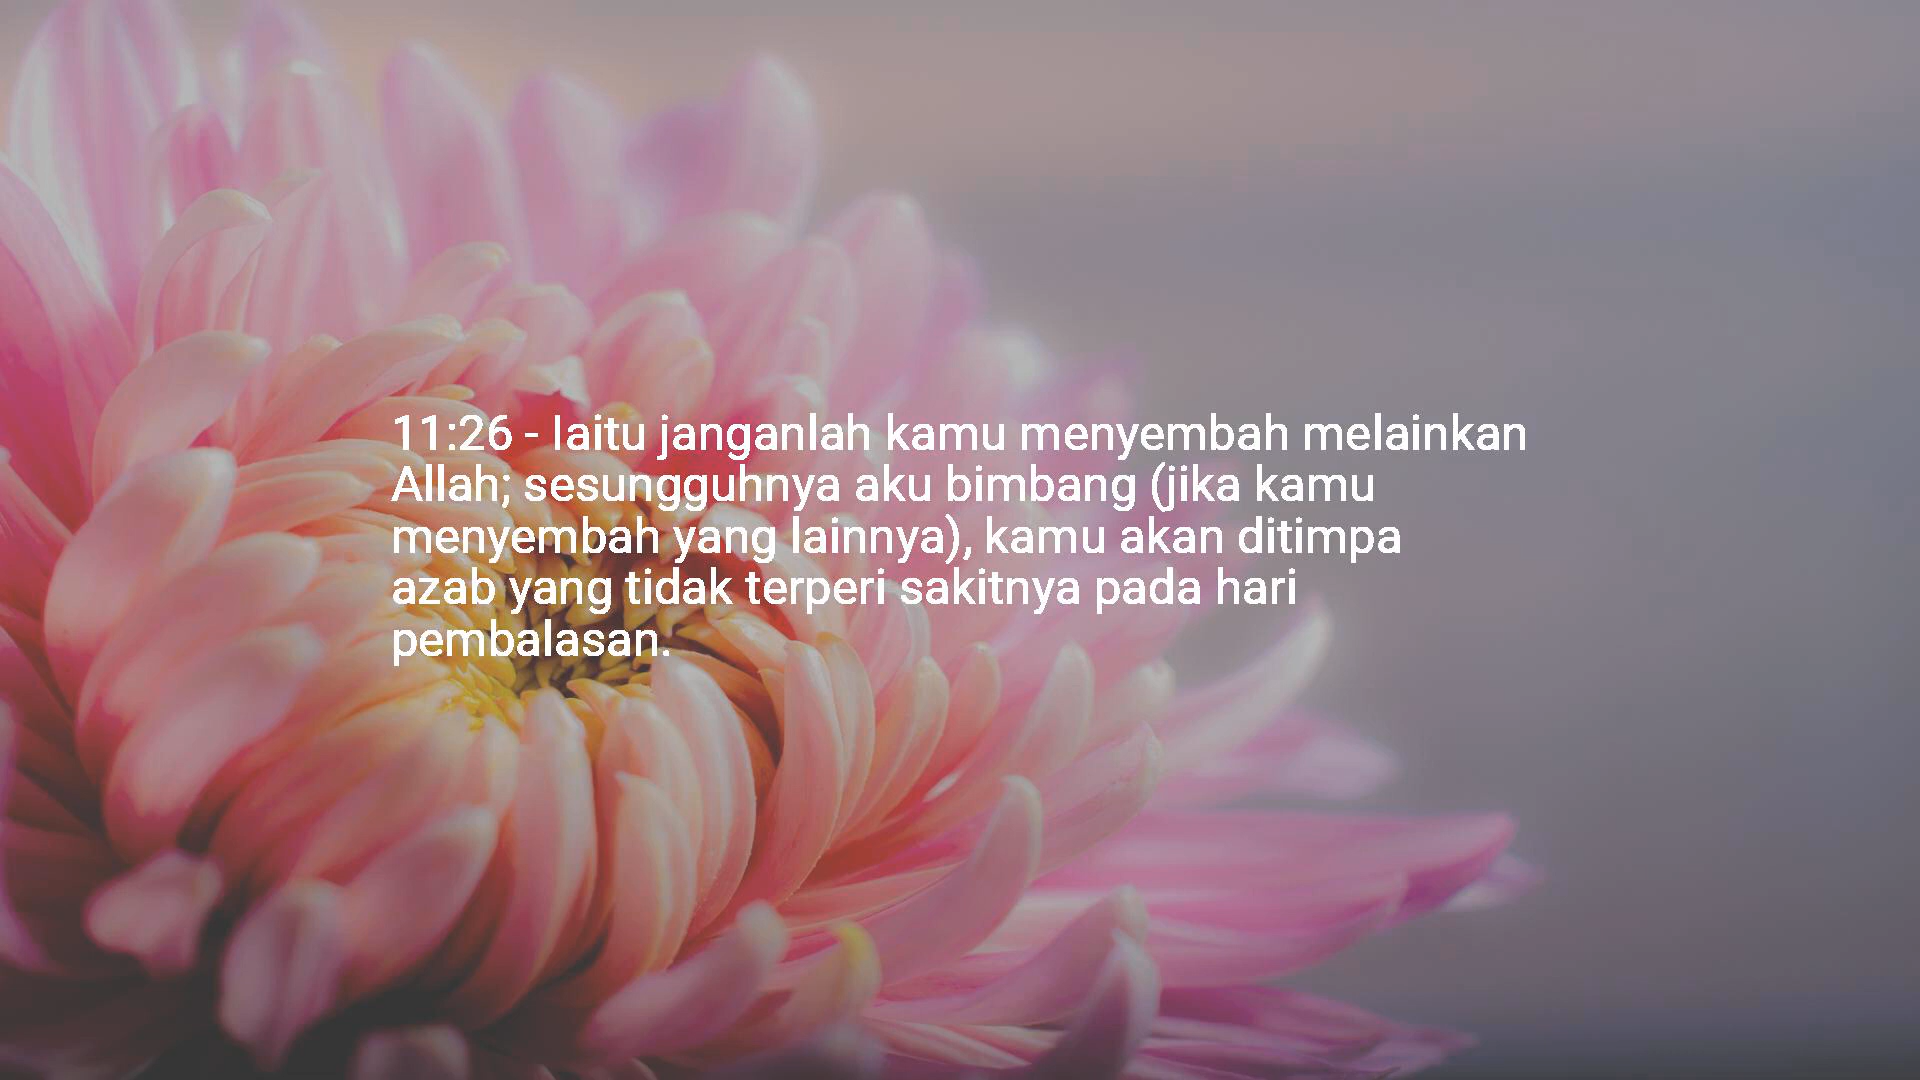 11:26 - Iaitu janganlah kamu menyembah melainkan
Allah; sesungguhnya aku bimbang (jika kamu
menyembah yang lainnya), kamu akan ditimpa
azab yang tidak terperi sakitnya pada hari
pembalasan.